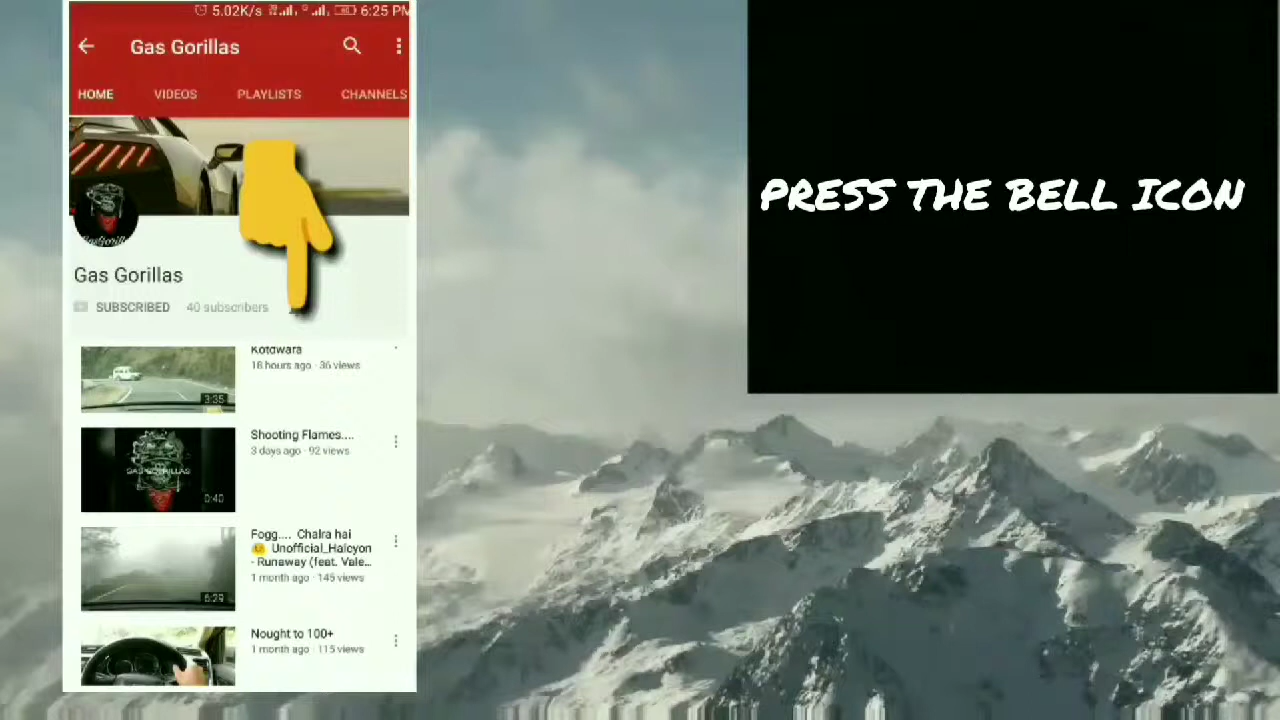 5.02K/s
6:25 PM
Gas Gorillas
HOME VIDEOS PLAYLISTS CHANNELS
Gas Gorillas
SUBSCRIBED 40 subscribers
Kotdwara
18 hours ago · 36 views
3:35
Shooting Flames....
3 days ago · 92 views
GAS GORILLAS
0:40
Fogg.... Chalra hai
Unofficial_Halcyon
- Runaway (feat. Vale...
1 month ago · 145 views
6:29
Nought to 100+
1 month ago · 115 views
PRESS THE BELL ICON